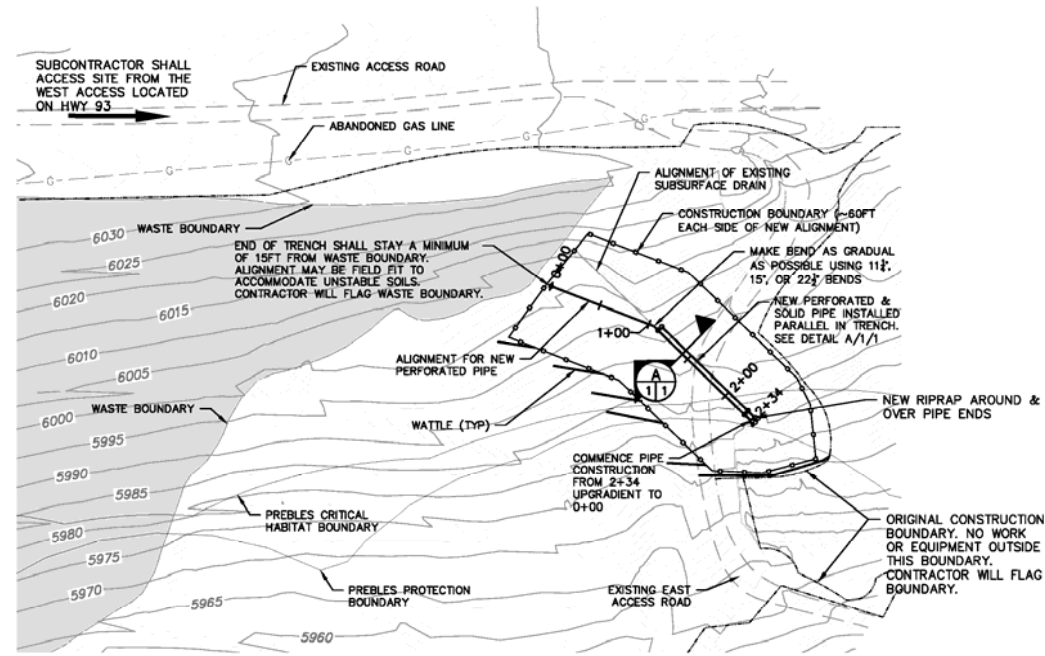 SUBCONTRACTOR SHALL
ACCESS SITE FROM THE
WEST ACCESS LOCATED
ON HWY 93
EXISTING ACCESS ROAD
ABANDONED GAS LINE
G
G
G
G
G
ALIGNMENT OF EXISTING
SUBSURFACE DRAIN
CONSTRUCTION BOUNDARY (~60FT
EACH SIDE OF NEW ALIGNMENT)
WASTE BOUNDARY
END OF TRENCH SHALL STAY A MINIMUM
OF 15FT FROM WASTE BOUNDARY.
ALIGNMENT MAY BE FIELD FIT TO
ACCOMMODATE UNSTABLE SOILS.
CONTRACTOR WILL FLAG WASTE BOUNDARY.
MAKE BEND AS GRADUAL
AS POSSIBLE USING 11¼°,
15°, OR 22½° BENDS
NEW PERFORATED &
SOLID PIPE INSTALLED
PARALLEL IN TRENCH.
SEE DETAIL A/1/1
6030
6025
6020
6015
6010
6005
6000
5995
5990
5985
5980
5975
5970
5965
5960
0+00
1+00
2+00
2+34
A
1 1
ALIGNMENT FOR NEW
PERFORATED PIPE
WASTE BOUNDARY
WATTLE (TYP)
NEW RIPRAP AROUND &
OVER PIPE ENDS
COMMENCE PIPE
CONSTRUCTION
FROM 2+34
UPGRADIENT TO
0+00
PREBLES CRITICAL
HABITAT BOUNDARY
ORIGINAL CONSTRUCTION
BOUNDARY. NO WORK
OR EQUIPMENT OUTSIDE
THIS BOUNDARY.
CONTRACTOR WILL FLAG
BOUNDARY.
PREBLES PROTECTION
BOUNDARY
EXISTING EAST
ACCESS ROAD